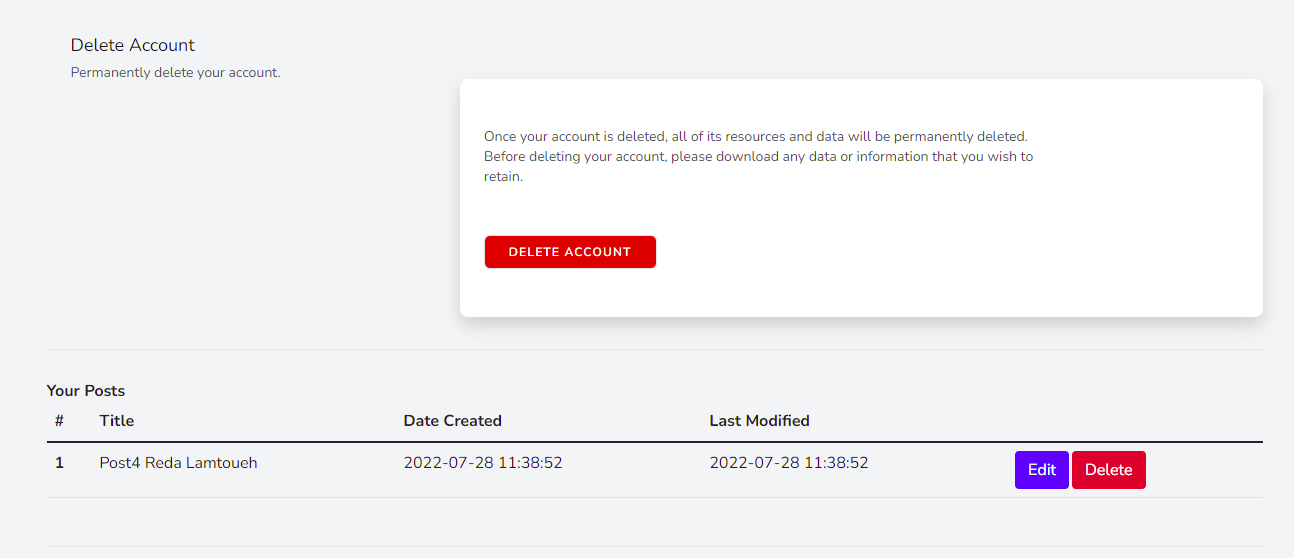 Delete Account
Permanently delete your account.
Once your account is deleted, all of its resources and data will be permanently deleted.
Before deleting your account, please download any data or information that you wish to
retain.
DELETE ACCOUNT
Your Posts
# Title Date Created Last Modified
1 Post4 Reda Lamtoueh 2022-07-28 11:38:52 2022-07-28 11:38:52 Edit Delete